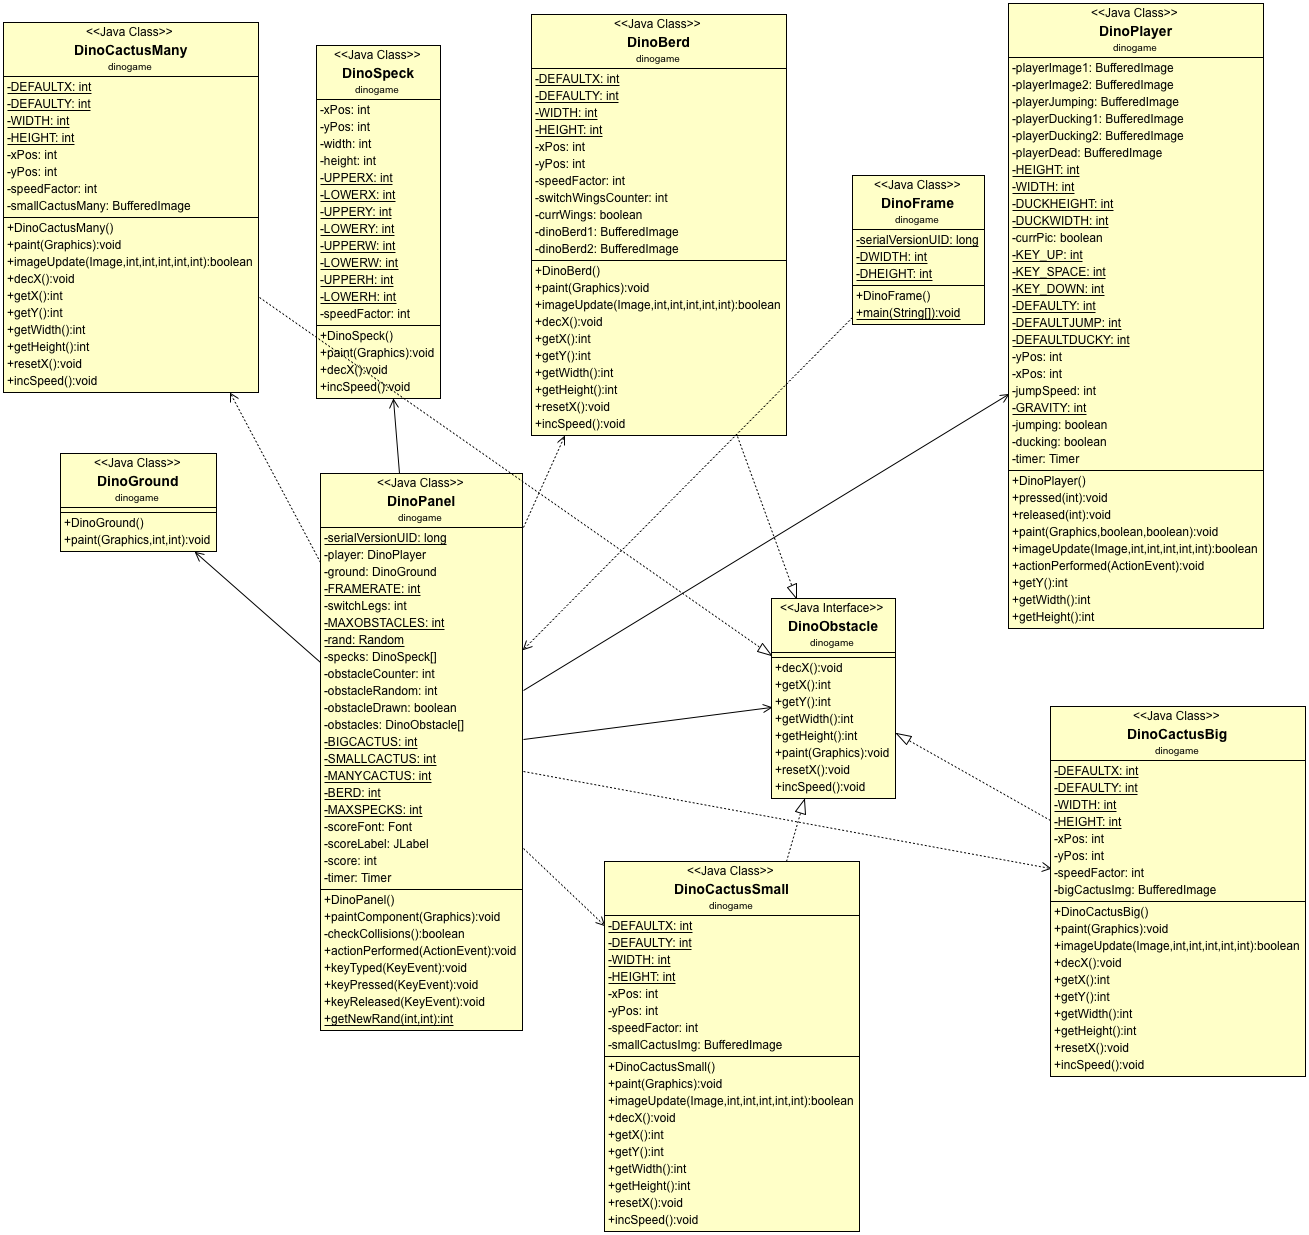 <<Java Class>>
DinoCactusMany
dinogame
-DEFAULTX: int
-DEFAULTY: int
-WIDTH: int
-HEIGHT: int
-xPos: int
-yPos: int
-speedFactor: int
-smallCactusMany: BufferedImage
+DinoCactusMany()
+paint(Graphics):void
+imageUpdate(Image,int,int,int,int,int):boolean
+decX():void
+getX():int
+getY():int
+getWidth():int
+getHeight():int
+resetX():void
+incSpeed():void
<<Java Class>>
DinoSpeck
dinogame
-xPos: int
-yPos: int
-width: int
-height: int
-UPPERX: int
-LOWERX: int
-UPPERY: int
-LOWERY: int
-UPPERW: int
-LOWERW: int
-UPPERH: int
-LOWERH: int
-speedFactor: int
+DinoSpeck()
+paint(Graphics):void
+decX():void
+incSpeed():void
<<Java Class>>
DinoBerd
dinogame
-DEFAULTX: int
-DEFAULTY: int
-WIDTH: int
-HEIGHT: int
-xPos: int
-yPos: int
-speedFactor: int
-switchWingsCounter: int
-currWings: boolean
-dinoBerd1: BufferedImage
-dinoBerd2: BufferedImage
+DinoBerd()
+paint(Graphics):void
+imageUpdate(Image,int,int,int,int,int):boolean
+decX():void
+getX():int
+getY():int
+getWidth():int
+getHeight():int
+resetX():void
+incSpeed():void
<<Java Class>>
DinoFrame
dinogame
-serialVersionUID: long
-DWIDTH: int
-DHEIGHT: int
+DinoFrame()
+main(String[]):void
<<Java Class>>
DinoPlayer
dinogame
-playerImage1: BufferedImage
-playerImage2: BufferedImage
-playerJumping: BufferedImage
-playerDucking1: BufferedImage
-playerDucking2: BufferedImage
-playerDead: BufferedImage
-HEIGHT: int
-WIDTH: int
-DUCKHEIGHT: int
-DUCKWIDTH: int
-currPic: boolean
-KEY_UP: int
-KEY_SPACE: int
-KEY_DOWN: int
-DEFAULTY: int
-DEFAULTJUMP: int
-DEFAULTDUCKY: int
-yPos: int
-xPos: int
-jumpSpeed: int
-GRAVITY: int
-jumping: boolean
-ducking: boolean
-timer: Timer
+DinoPlayer()
+pressed(int):void
+released(int):void
+paint(Graphics,boolean,boolean):void
+imageUpdate(Image,int,int,int,int,int):boolean
+actionPerformed(ActionEvent):void
+getY():int
+getWidth():int
+getHeight():int
<<Java Class>>
DinoGround
dinogame
+DinoGround()
+paint(Graphics,int,int):void
<<Java Class>>
DinoPanel
dinogame
-serialVersionUID: long
-player: DinoPlayer
-ground: DinoGround
-FRAMERATE: int
-switchLegs: int
-MAXOBSTACLES: int
-rand: Random
-specks: DinoSpeck[]
-obstacleCounter: int
-obstacleRandom: int
-obstacleDrawn: boolean
-obstacles: DinoObstacle[]
-BIGCACTUS: int
-SMALLCACTUS: int
-MANYCACTUS: int
-BERD: int
-MAXSPECKS: int
-scoreFont: Font
-scoreLabel: JLabel
-score: int
-timer: Timer
+DinoPanel()
+paintComponent(Graphics):void
-checkCollisions():boolean
+actionPerformed(ActionEvent):void
+keyTyped(KeyEvent):void
+keyPressed(KeyEvent):void
+keyReleased(KeyEvent):void
+getNewRand(int,int):int
<<Java Interface>>
DinoObstacle
dinogame
+decX():void
+getX():int
+getY():int
+getWidth():int
+getHeight():int
+paint(Graphics):void
+resetX():void
+incSpeed():void
<<Java Class>>
DinoCactusBig
dinogame
-DEFAULTX: int
-DEFAULTY: int
-WIDTH: int
-HEIGHT: int
-xPos: int
-yPos: int
-speedFactor: int
-bigCactusImg: BufferedImage
+DinoCactusBig()
+paint(Graphics):void
+imageUpdate(Image,int,int,int,int,int):boolean
+decX():void
+getX():int
+getY():int
+getWidth():int
+getHeight():int
+resetX():void
+incSpeed():void
<<Java Class>>
DinoCactusSmall
dinogame
-DEFAULTX: int
-DEFAULTY: int
-WIDTH: int
-HEIGHT: int
-xPos: int
-yPos: int
-speedFactor: int
-smallCactusImg: BufferedImage
+DinoCactusSmall()
+paint(Graphics):void
+imageUpdate(Image,int,int,int,int,int):boolean
+decX():void
+getX():int
+getY():int
+getWidth():int
+getHeight():int
+resetX():void
+incSpeed():void